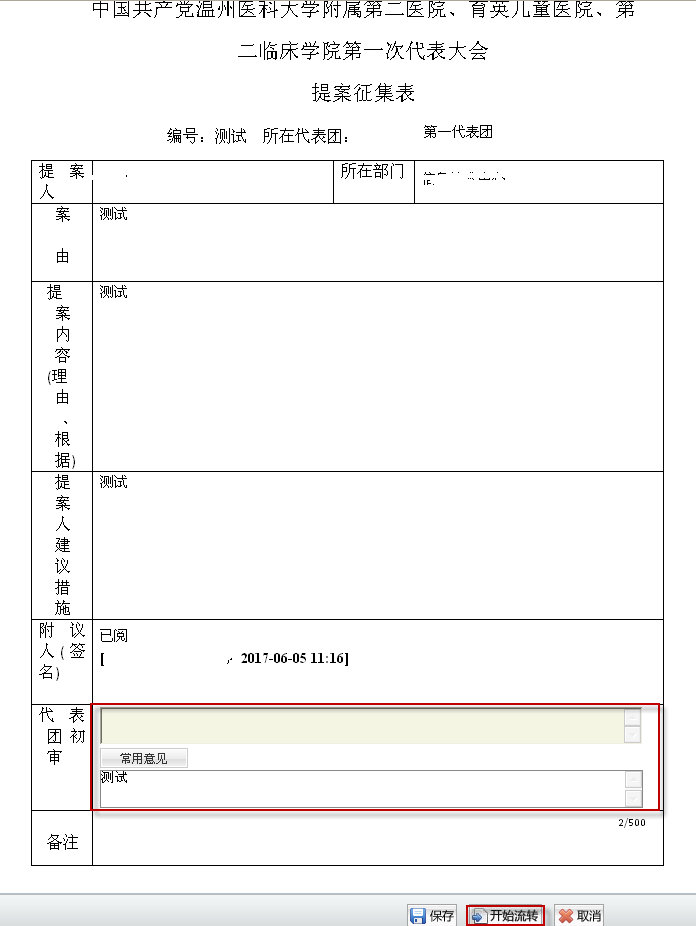 中国共产党温州医科大学附属第二医院、育英儿童医院、第
二临床学院第一次代表大会
提案征集表
编号：测试 所在代表团： 第一代表团
提 案
人
所在部门
案
由
测试
提
案
内
容
(理
由
、
根
据)
测试
提
案
人
建
议
措
施
测试
附 议
人(签
名)
已阅
[ , 2017-06-05 11:16]
代 表
团 初
审
常用意见
测试
2/500
备注
保存 开始流转 取消